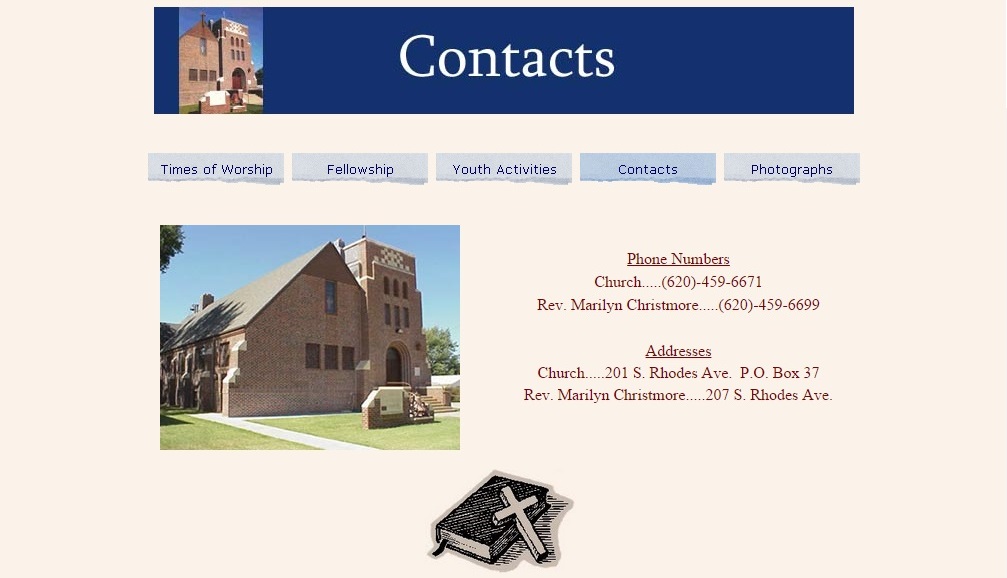 Contacts
Times of Worship
Fellowship
Youth Activities
Contacts
Photographs
Phone Numbers
Church.....(620)-459-6671
Rev. Marilyn Christmore.....(620)-459-6699
Addresses
Church.....201 S. Rhodes Ave.  P.O. Box 37
Rev. Marilyn Christmore.....207 S. Rhodes Ave.